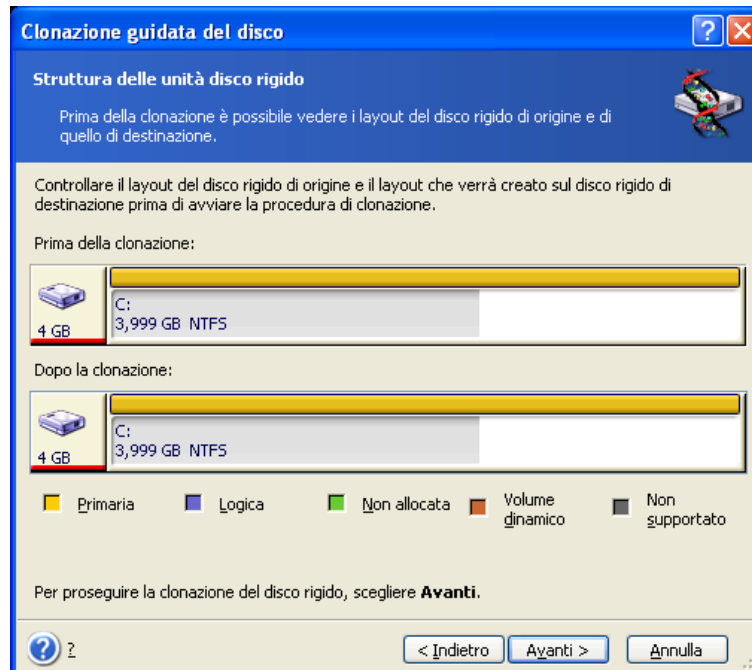 Clonazione guidata del disco
Struttura delle unità disco rigido
Prima della clonazione è possibile vedere i layout del disco rigido di origine e di
quello di destinazione.
Controllare il layout del disco rigido di origine e il layout che verrà creato sul disco rigido di
destinazione prima di avviare la procedura di clonazione.
Prima della clonazione:
C:
4 GB 3,999 GB NTFS
Dopo la clonazione:
C:
4 GB 3,999 GB NTFS
Primaria Logica Non allocata Volume dinamico Non supportato
Per proseguire la clonazione del disco rigido, scegliere Avanti.
? < Indietro Avanti > Annulla